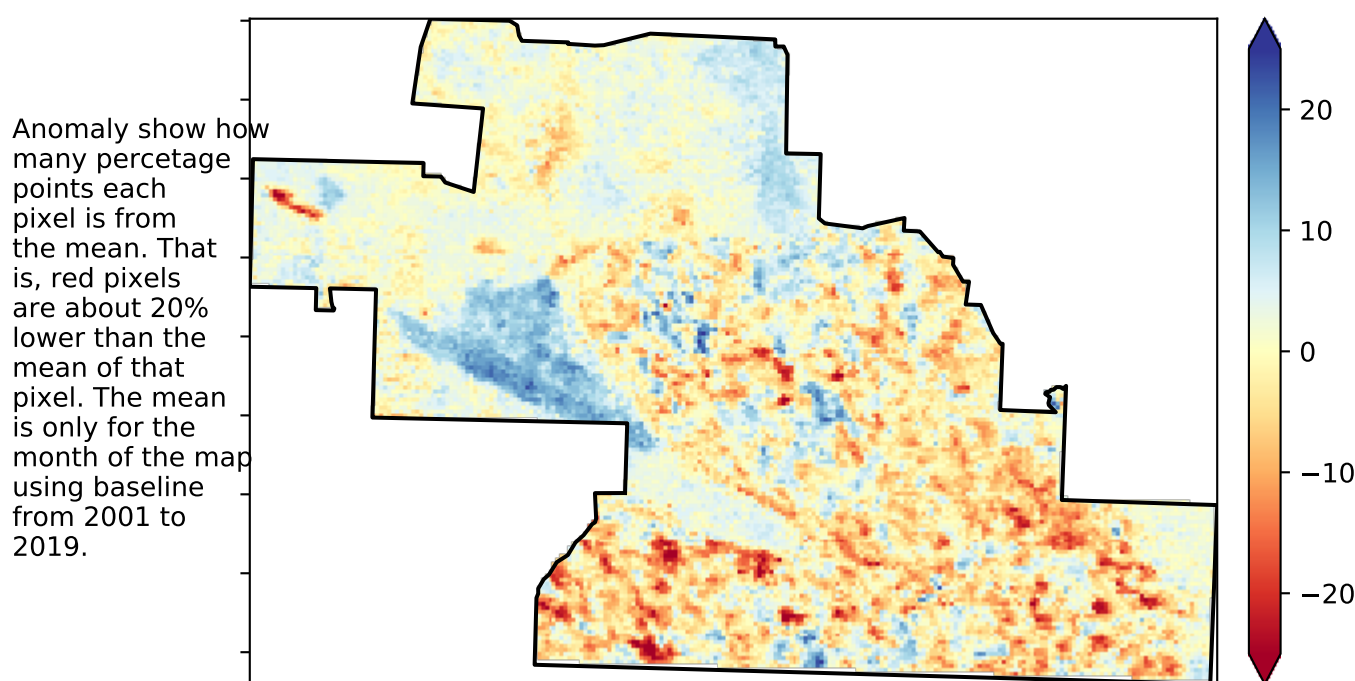 Anomaly show how
many percetage
points each
pixel is from
the mean. That
is, red pixels
are about 20%
lower than the
mean of that
pixel. The mean
is only for the
month of the map
using baseline
from 2001 to
2019.
20
10
0
−10
−20